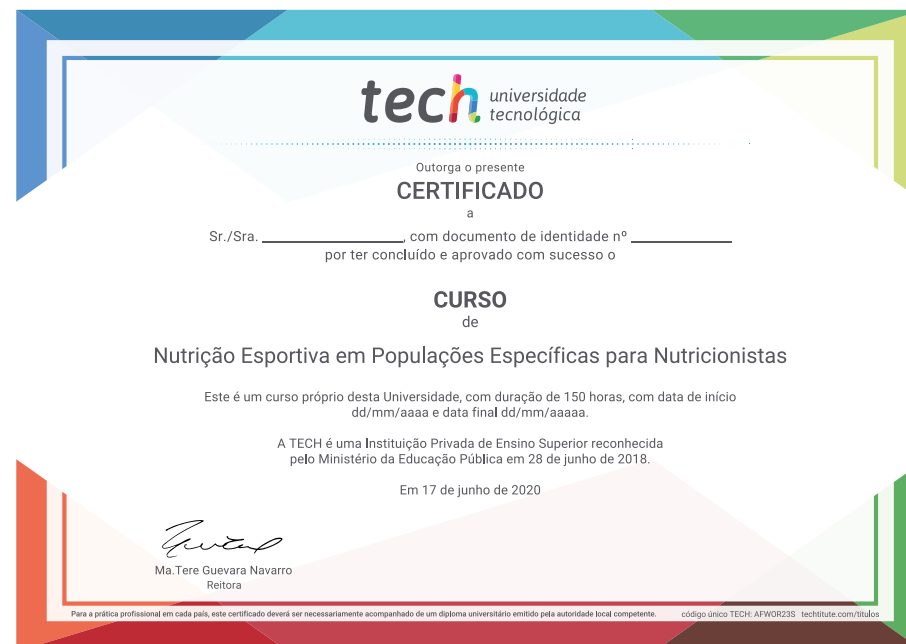 tech universidade
tecnológica
Outorga o presente
CERTIFICADO
a
Sr./Sra. , com documento de identidade nº
por ter concluído e aprovado com sucesso o
CURSO
de
Nutrição Esportiva em Populações Específicas para Nutricionistas
Este é um curso próprio desta Universidade, com duração de 150 horas, com data de início
dd/mm/aaaa e data final dd/mm/aaaaa.
A TECH é uma Instituição Privada de Ensino Superior reconhecida
pelo Ministério da Educação Pública em 28 de junho de 2018.
Em 17 de junho de 2020
Ma.Tere Guevara Navarro
Reitora
Para a prática profissional em cada país, este certificado deverá ser necessariamente acompanhado de um diploma universitário emitido pela autoridade local competente. código único TECH: AFWOR23S techtitute.com/titulos